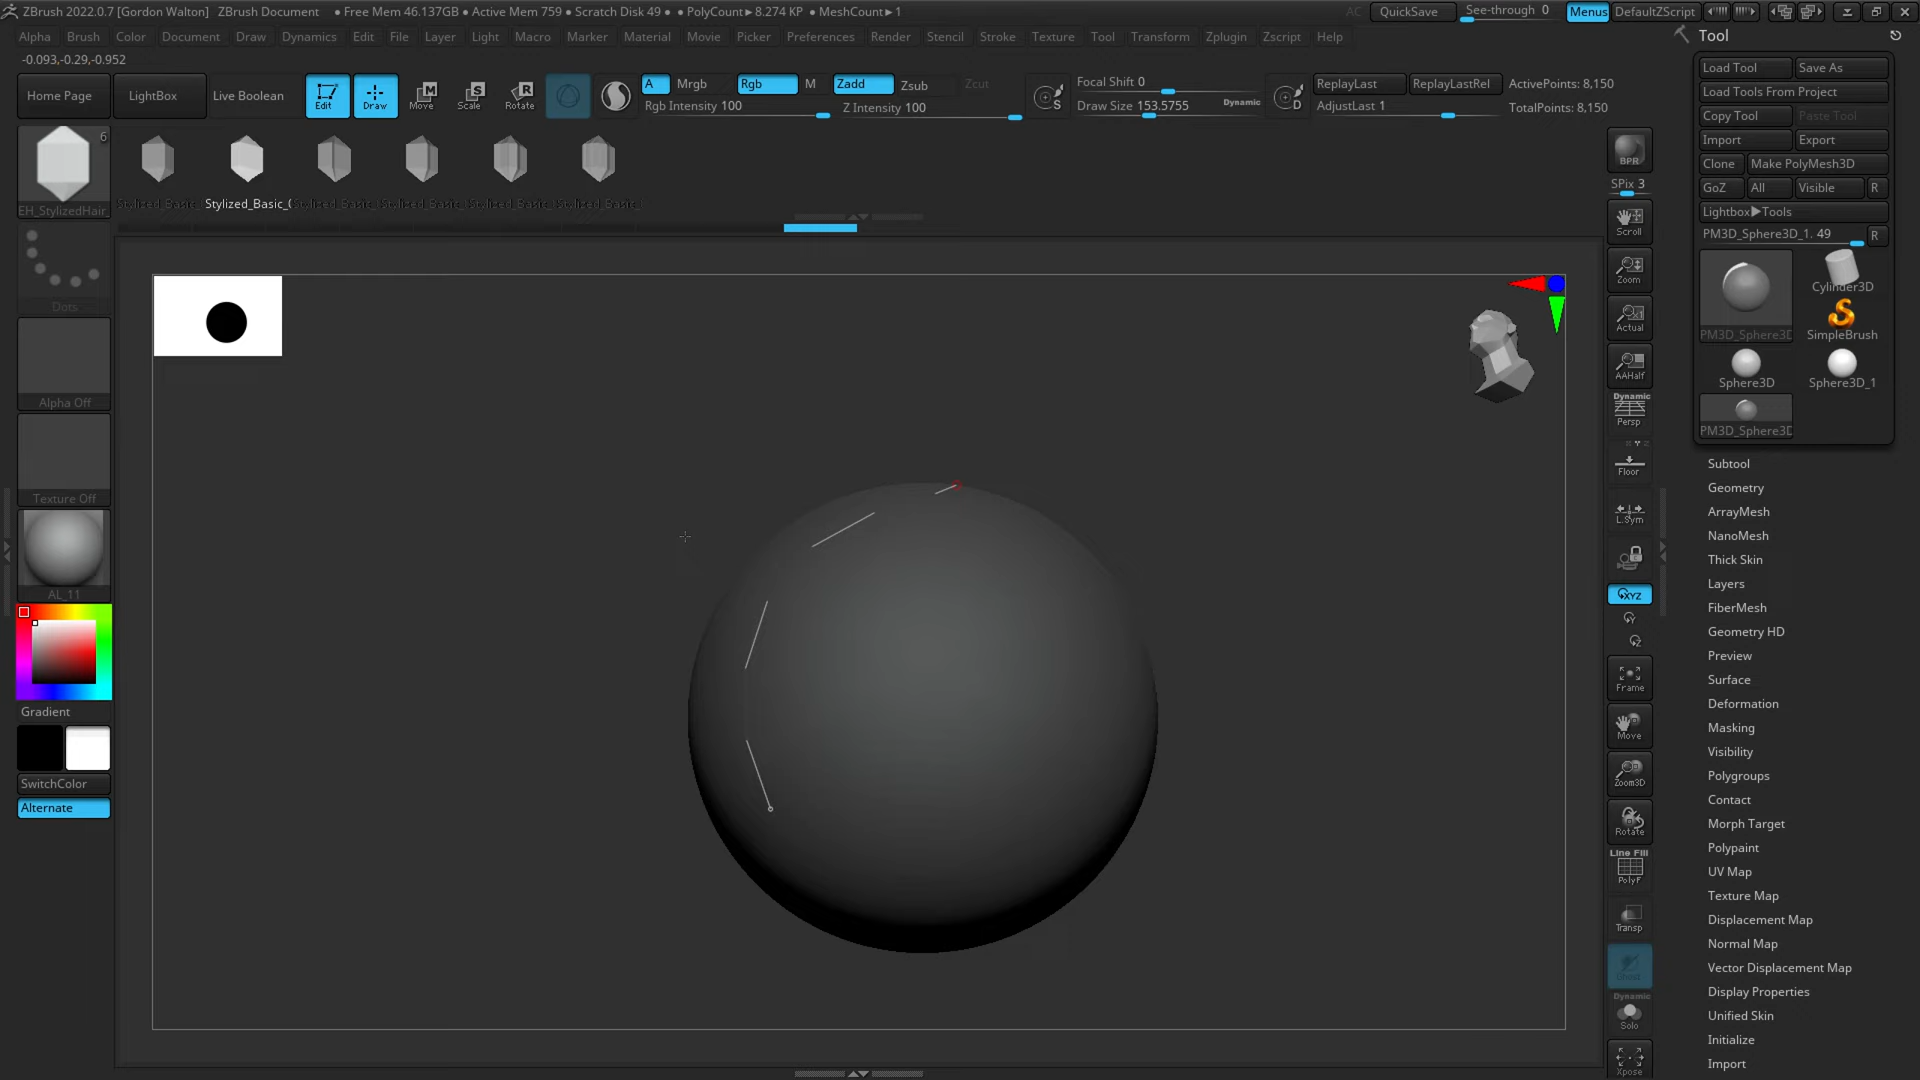 ZBrush 2022.0.7 [Gordon Walton] ZBrush Document ● Free Mem 46.137GB ● Active Mem 759 ● Scratch Disk 49 ● ● PolyCount► 8.274 KP ● MeshCount► 1 AC QuickSave See-through 0 Menus DefaultZScript
Alpha Brush Color Document Draw Dynamics Edit File Layer Light Macro Marker Material Movie Picker Preferences Render Stencil Stroke Texture Tool Transform Zplugin Zscript Help
-0.093,-0.29,-0.952
Home Page LightBox Live Boolean Edit Draw Move Scale Rotate
A Mrgb Rgb M Zadd Zsub Zcut
Rgb Intensity 100 Z Intensity 100
Focal Shift 0
Draw Size 153.5755 Dynamic
ReplayLast ReplayLastRel ActivePoints: 8,150
AdjustLast 1 TotalPoints: 8,150
6
EH_StylizedHair_ Stylized_Basic_ Stylized_Basic_( Stylized_Basic_ Stylized_Basic_ Stylized_Basic_ Stylized_Basic_
Dots
Alpha Off
Texture Off
AL_11
Gradient
SwitchColor
Alternate
BPR
SPix 3
Scroll
Zoom
Actual
AAHalf
Dynamic
Persp
Floor
L.Sym
XYZ
Y
Z
Frame
Move
Zoom3D
Rotate
Line Fill
PolyF
Transp
Ghost
Dynamic
Solo
Xpose
Tool
Load Tool Save As
Load Tools From Project
Copy Tool Paste Tool
Import Export
Clone Make PolyMesh3D
GoZ All Visible R
Lightbox►Tools
PM3D_Sphere3D_1. 49 R
PM3D_Sphere3D Cylinder3D
SimpleBrush
Sphere3D Sphere3D_1
PM3D_Sphere3D
Subtool
Geometry
ArrayMesh
NanoMesh
Thick Skin
Layers
FiberMesh
Geometry HD
Preview
Surface
Deformation
Masking
Visibility
Polygroups
Contact
Morph Target
Polypaint
UV Map
Texture Map
Displacement Map
Normal Map
Vector Displacement Map
Display Properties
Unified Skin
Initialize
Import